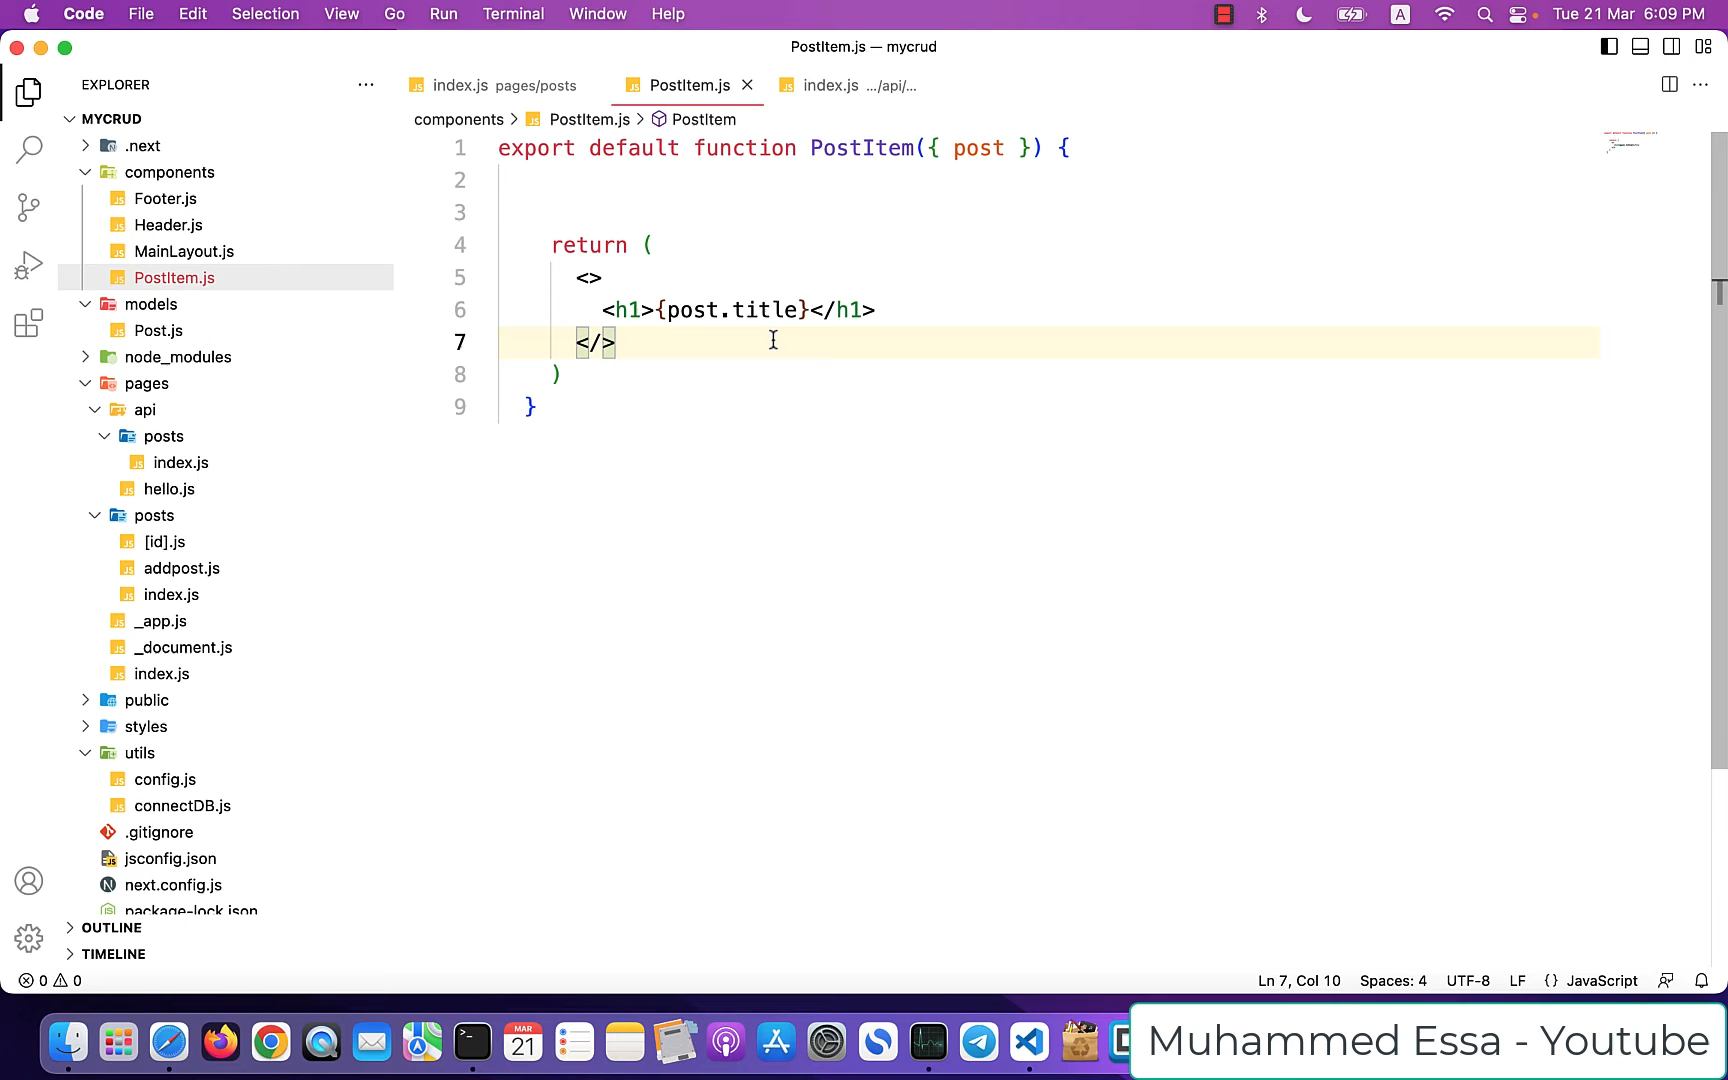 Code File Edit Selection View Go Run Terminal Window Help
A
Tue 21 Mar 6:09 PM
PostItem.js — mycrud
EXPLORER
MYCRUD
.next
components
Footer.js
Header.js
MainLayout.js
PostItem.js
models
Post.js
node_modules
pages
api
posts
index.js
hello.js
posts
[id].js
addpost.js
index.js
_app.js
_document.js
index.js
public
styles
utils
config.js
connectDB.js
.gitignore
jsconfig.json
next.config.js
package-lock.json
OUTLINE
TIMELINE
index.js pages/posts
PostItem.js
index.js .../api/...
components > PostItem.js > PostItem
1 export default function PostItem({ post }) {
2
3
4 return (
5 <>
6 <h1>{post.title}</h1>
7 </>
8 )
9 }
0 0
Ln 7, Col 10 Spaces: 4 UTF-8 LF {} JavaScript
MAR
21
Muhammed Essa - Youtube